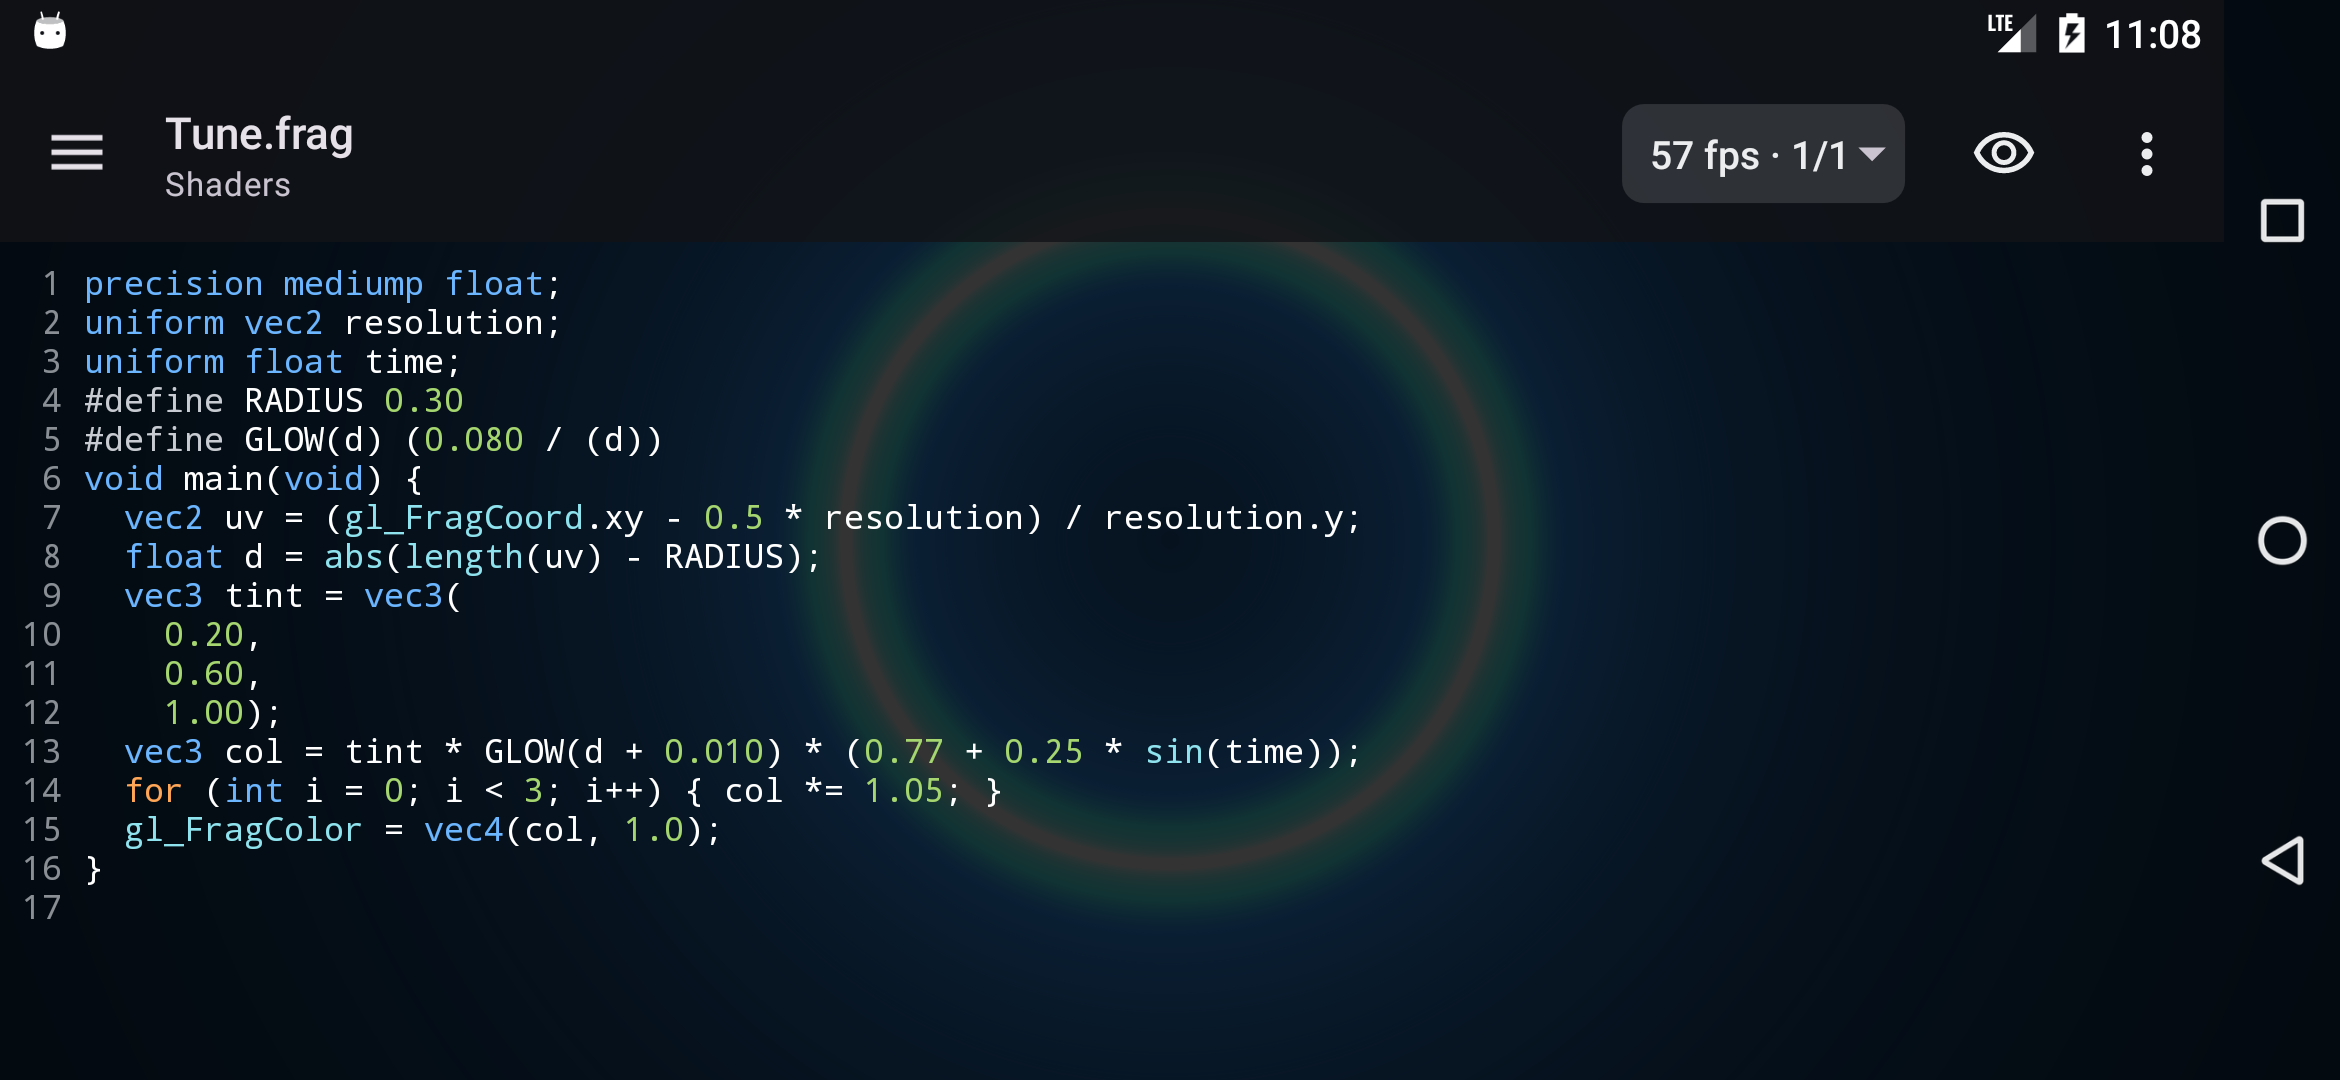 LTE 11:08
Tune.frag
Shaders
57 fps · 1/1
1 precision mediump float;
2 uniform vec2 resolution;
3 uniform float time;
4 #define RADIUS 0.30
5 #define GLOW(d) (0.080 / (d))
6 void main(void) {
7   vec2 uv = (gl_FragCoord.xy - 0.5 * resolution) / resolution.y;
8   float d = abs(length(uv) - RADIUS);
9   vec3 tint = vec3(
10     0.20,
11     0.60,
12     1.00);
13   vec3 col = tint * GLOW(d + 0.010) * (0.77 + 0.25 * sin(time));
14   for (int i = 0; i < 3; i++) { col *= 1.05; }
15   gl_FragColor = vec4(col, 1.0);
16 }
17